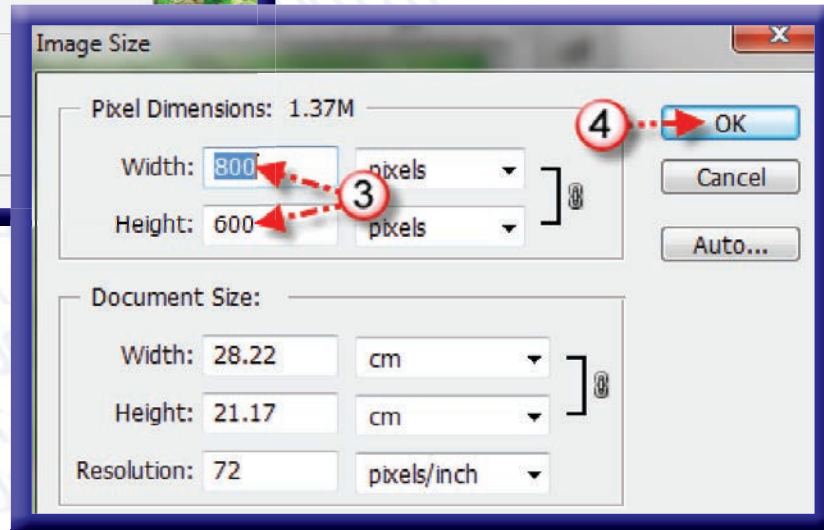 Image Size
Pixel Dimensions: 1.37M
Width: 800 pixels
Height: 600 pixels
3
4
OK
Cancel
Auto...
Document Size:
Width: 28.22 cm
Height: 21.17 cm
Resolution: 72 pixels/inch